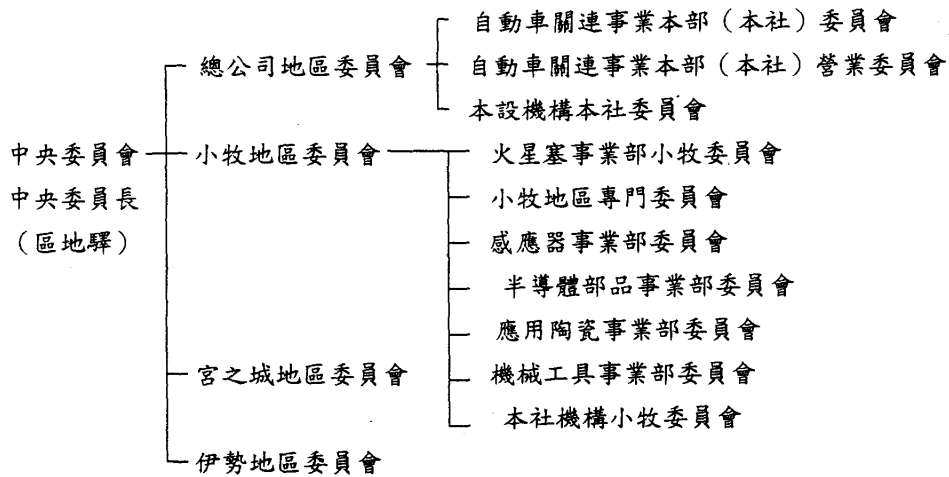 自動車關連事業本部（本社）委員會
總公司地區委員會
自動車關連事業本部（本社）營業委員會
本設機構本社委員會
中央委員會
小牧地區委員會
火星塞事業部小牧委員會
中央委員長
小牧地區專門委員會
（區地驛）
感應器事業部委員會
半導體部品事業部委員會
應用陶瓷事業部委員會
宮之城地區委員會
機械工具事業部委員會
本社機構小牧委員會
伊勢地區委員會